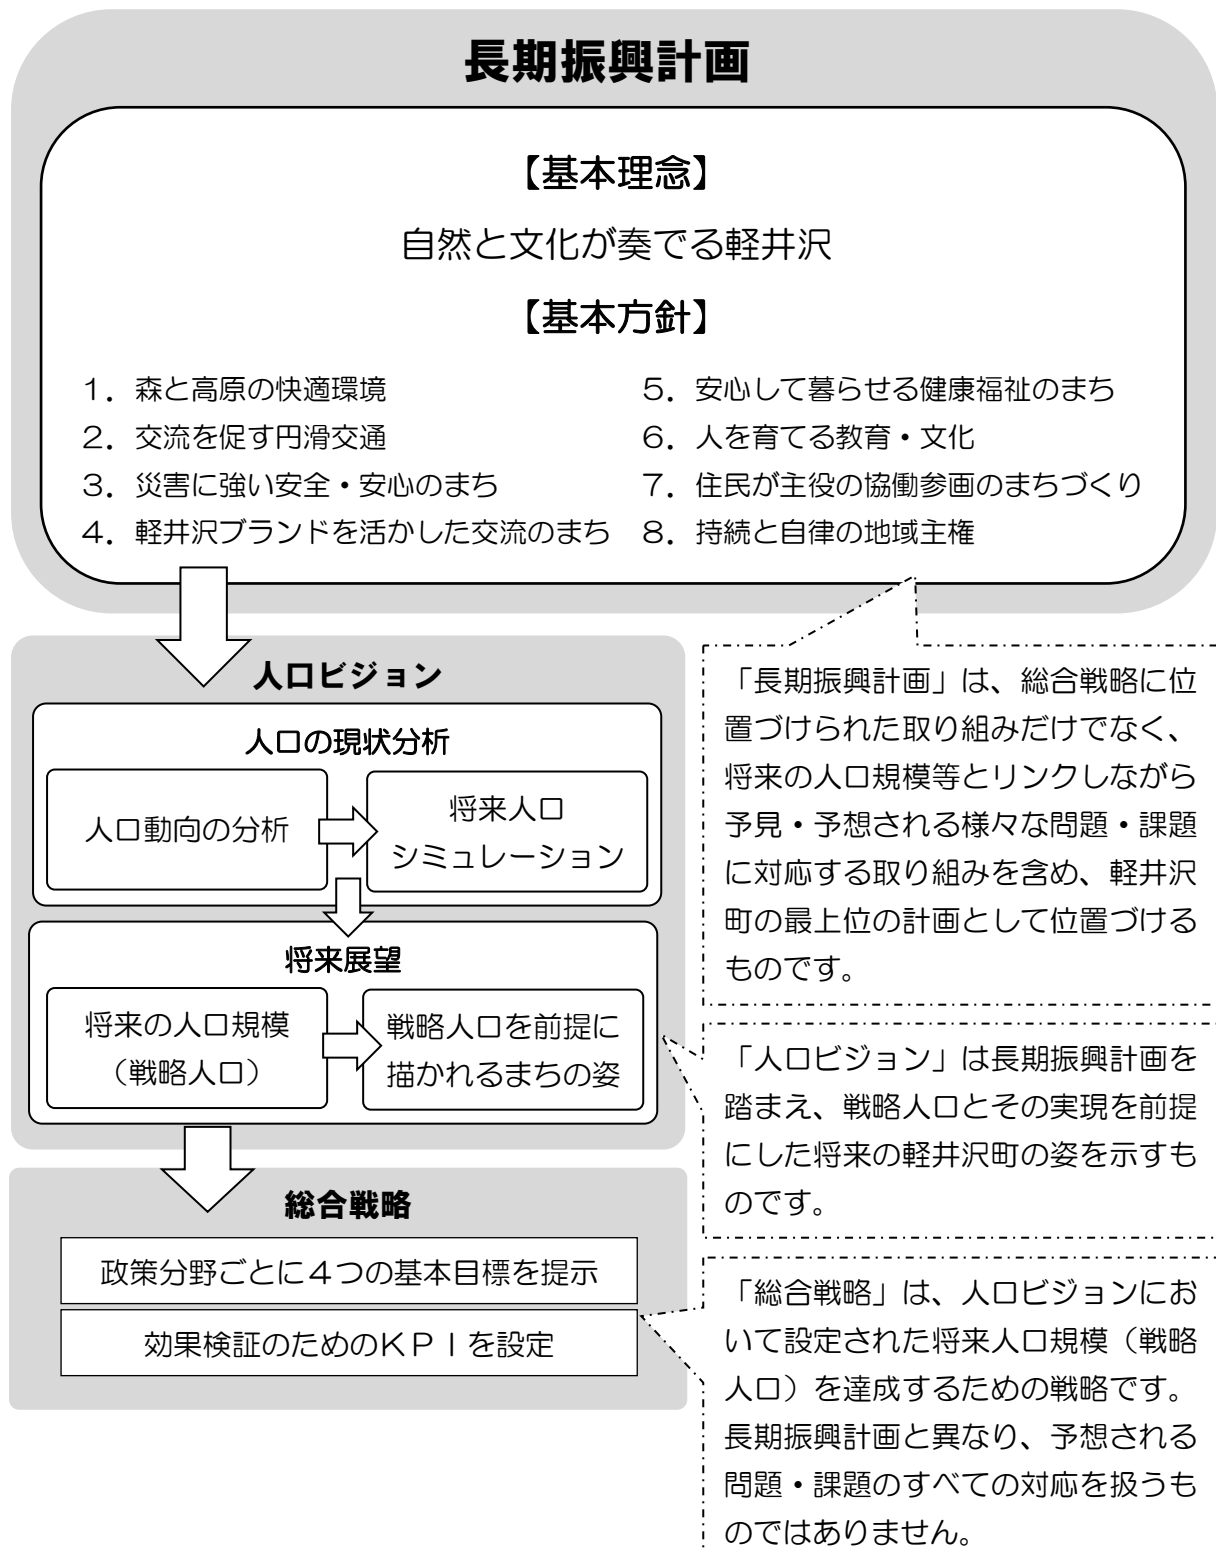 長期振興計画
【基本理念】
自然と文化が奏でる軽井沢
【基本方針】
１．森と高原の快適環境
２．交流を促す円滑交通
３．災害に強い安全・安心のまち
４．軽井沢ブランドを活かした交流のまち
５．安心して暮らせる健康福祉のまち
６．人を育てる教育・文化
７．住民が主役の協働参画のまちづくり
８．持続と自律の地域主権
人口ビジョン
人口の現状分析
人口動向の分析
将来人口
シミュレーション
将来展望
将来の人口規模
（戦略人口）
戦略人口を前提に
描かれるまちの姿
総合戦略
政策分野ごとに４つの基本目標を提示
効果検証のためのＫＰＩを設定
「長期振興計画」は、総合戦略に位
置づけられた取り組みだけでなく、
将来の人口規模等とリンクしながら
予見・予想される様々な問題・課題
に対応する取り組みを含め、軽井沢
町の最上位の計画として位置づける
ものです。
「人口ビジョン」は長期振興計画を
踏まえ、戦略人口とその実現を前提
にした将来の軽井沢町の姿を示すも
のです。
「総合戦略」は、人口ビジョンにお
いて設定された将来人口規模（戦略
人口）を達成するための戦略です。
長期振興計画と異なり、予想される
問題・課題のすべての対応を扱うも
のではありません。